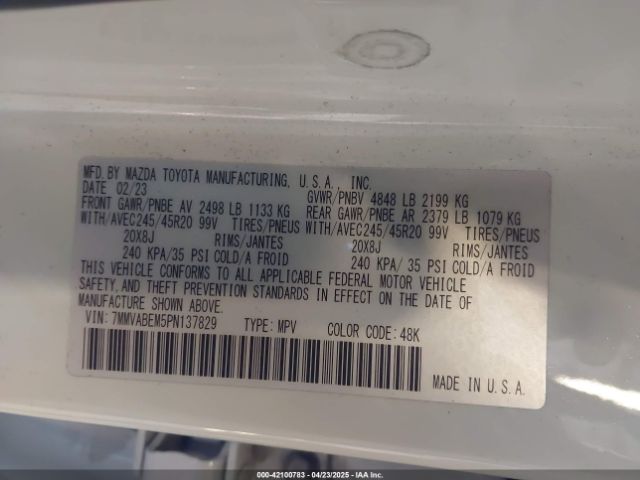 MFD. BY MAZDA TOYOTA MANUFACTURING, U.S.A., INC.
DATE 02/23 GVWR/PNBV 4848 LB 2199 KG
FRONT GAWR/PNBE AV 2498 LB 1133 KG REAR GAWR/PNBE AR 2379 LB 1079 KG
WITH/AVEC245/45R20 99V TIRES/PNEUS WITH/AVEC245/45R20 99V TIRES/PNEUS
20X8J RIMS/JANTES 20X8J RIMS/JANTES
240 KPA/35 PSI COLD/A FROID 240 KPA/ 35 PSI COLD/A FROID
THIS VEHICLE CONFORMS TO ALL APPLICABLE FEDERAL MOTOR VEHICLE
SAFETY, AND THEFT PREVENTION STANDARDS IN EFFECT ON THE DATE OF
MANUFACTURE SHOWN ABOVE.
VIN: 7MMVABEM5PN137829 TYPE: MPV COLOR CODE: 48K
MADE IN U.S.A.
000-42100783 - 04/23/2025 - IAA Inc.